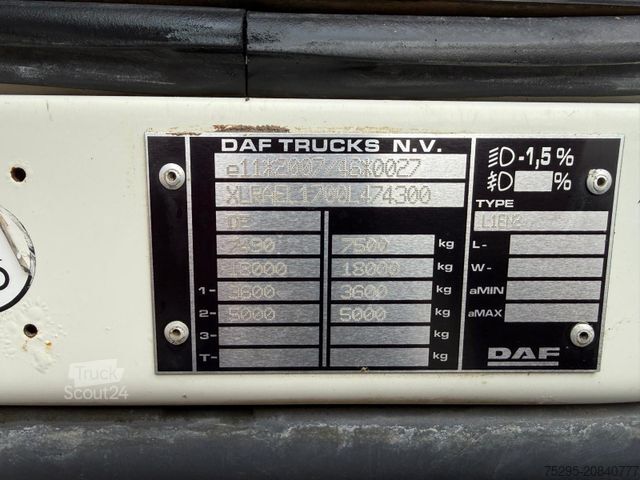 DAF TRUCKS N.V.
e11*2007/46*0027
XLRAEL1700L474300
DE
7490 7500 kg
18000 18000 kg
1- 3600 3600 kg
2- 5000 5000 kg
3- kg
T- kg
D -1,5 %
D %
TYPE
L1EN2
L-
W-
aMIN
aMAX
DAF
Truck
Scout24
75295-20840777